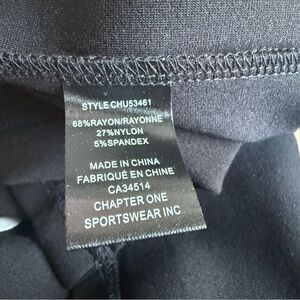 STYLE CHU53461
68%RAYON/RAYONNE
27%NYLON
5%SPANDEX
MADE IN CHINA
FABRIQUÉ EN CHINE
CA34514
CHAPTER ONE
SPORTSWEAR INC